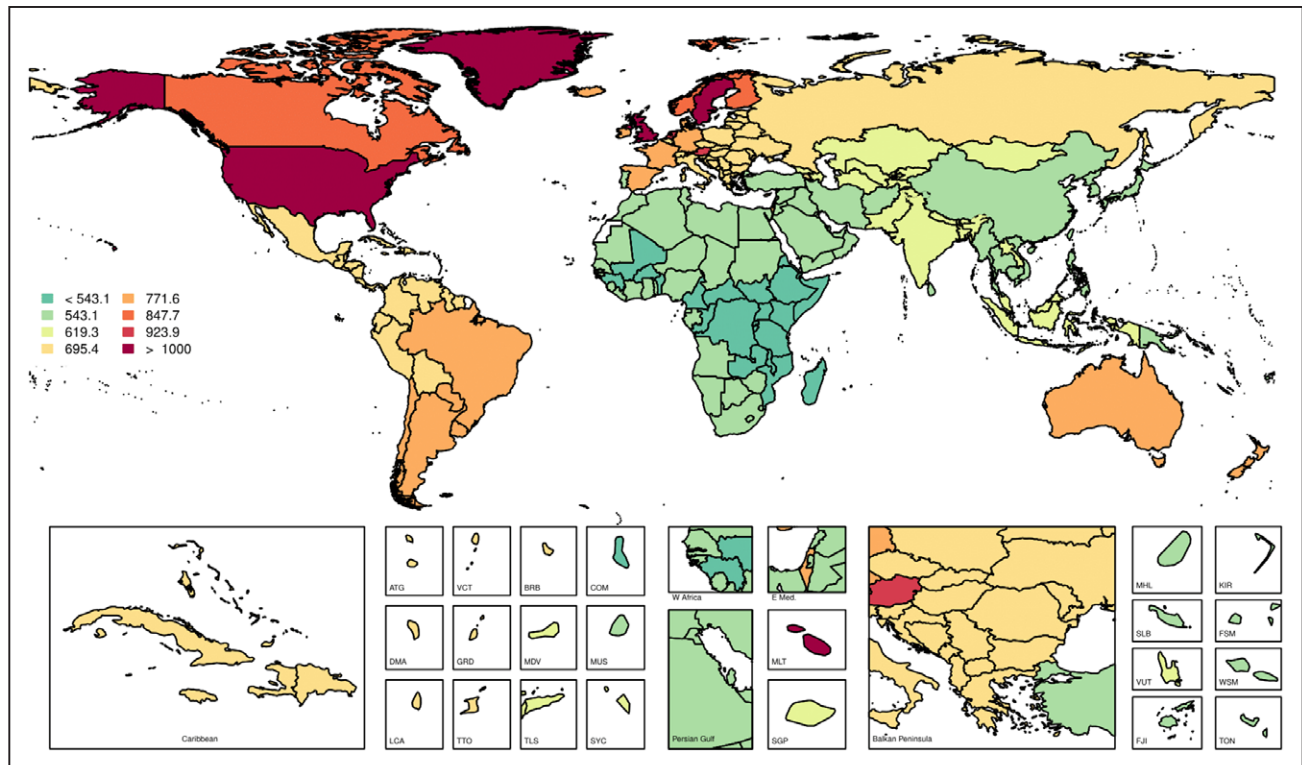 < 543.1
543.1
619.3
695.4
771.6
847.7
923.9
> 1000
Caribbean
ATG
VCT
BRB
COM
DMA
GRD
MDV
MUS
LCA
TTO
TLS
SYC
W Africa
E Med.
Persian Gulf
MLT
SGP
Balkan Peninsula
MHL
KIR
SLB
FSM
VUT
WSM
FJI
TON